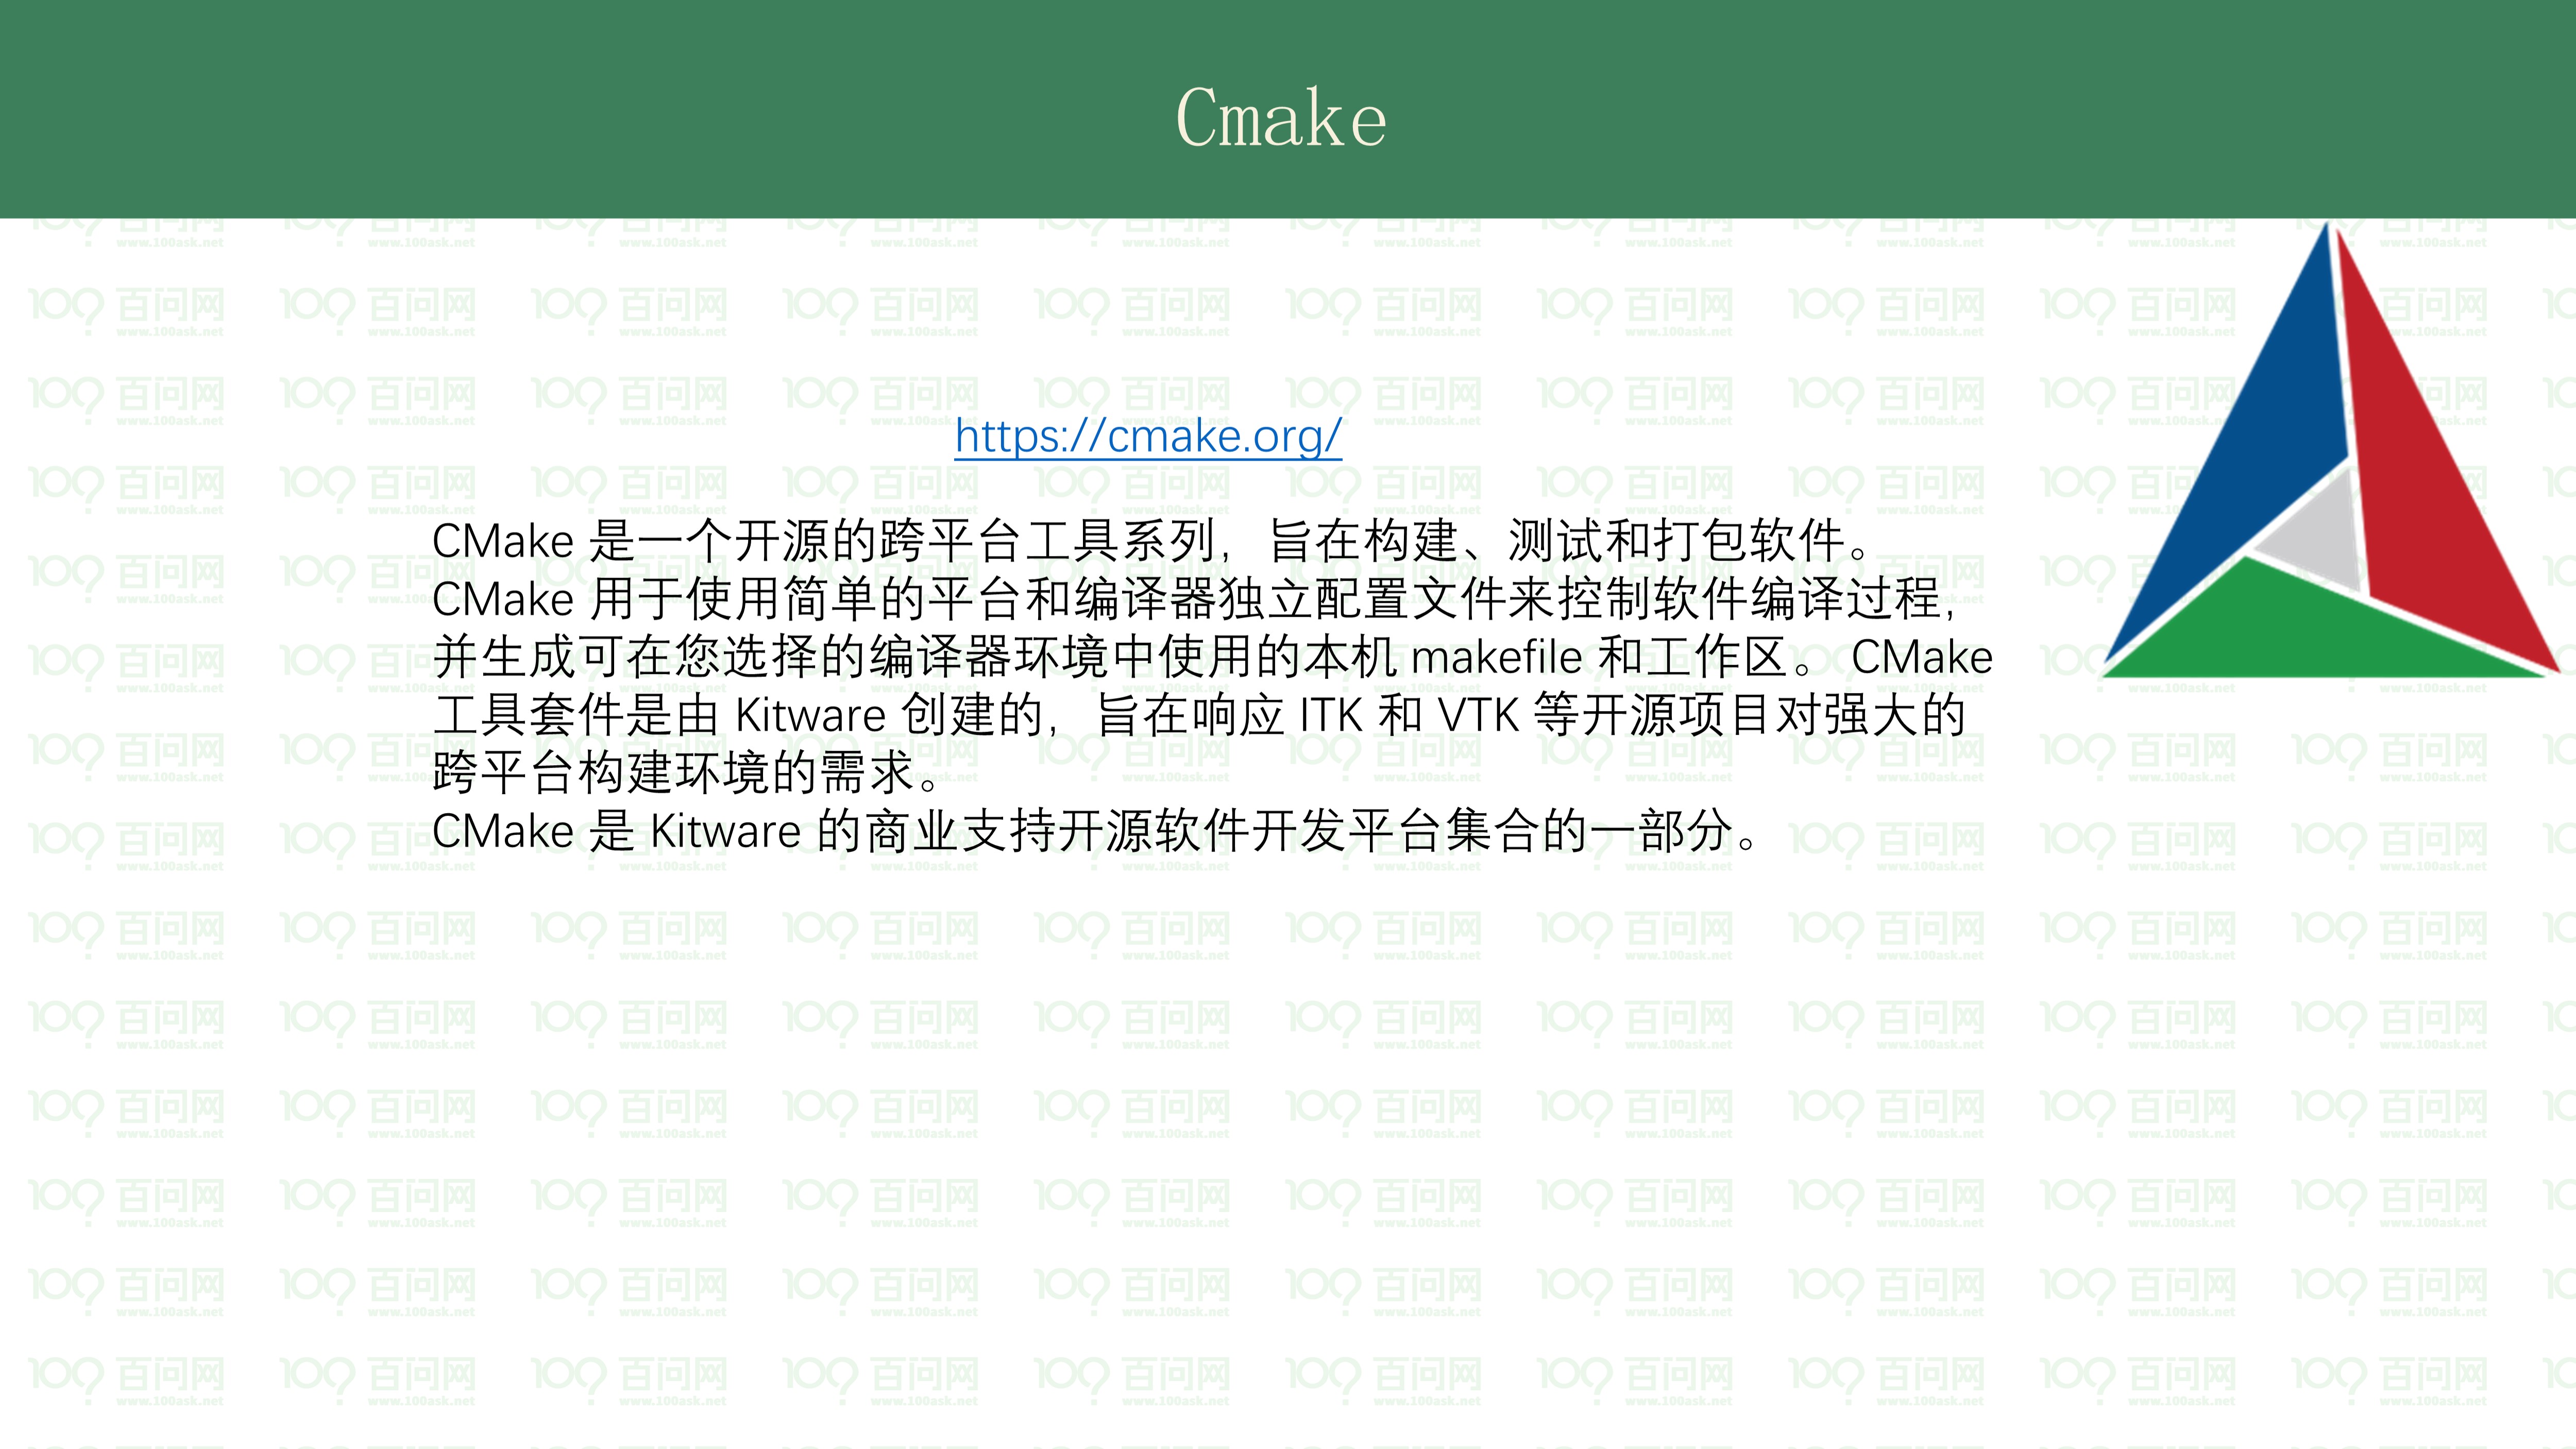 Cmake
https://cmake.org/
CMake 是一个开源的跨平台工具系列，旨在构建、测试和打包软件。
CMake 用于使用简单的平台和编译器独立配置文件来控制软件编译过程，
并生成可在您选择的编译器环境中使用的本机 makefile 和工作区。 CMake
工具套件是由 Kitware 创建的，旨在响应 ITK 和 VTK 等开源项目对强大的
跨平台构建环境的需求。
CMake 是 Kitware 的商业支持开源软件开发平台集合的一部分。
100? 百问网
www.100ask.net